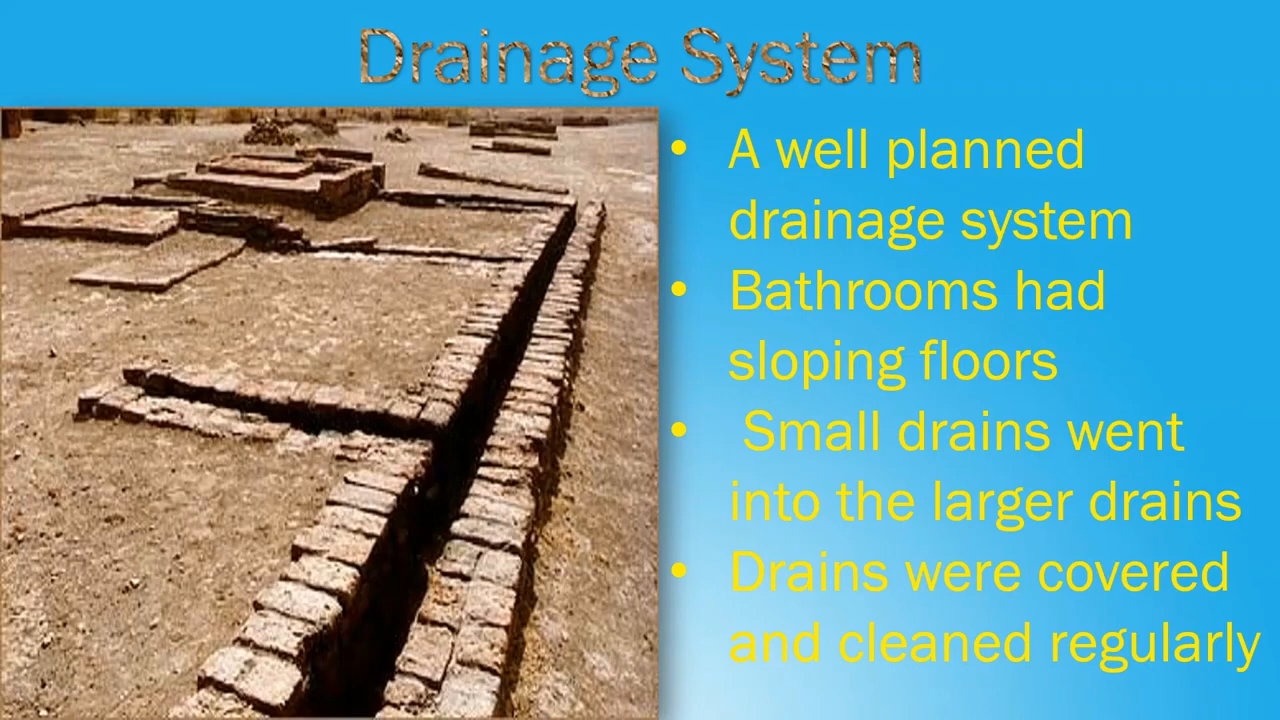 Drainage System
• A well planned
drainage system
• Bathrooms had
sloping floors
• Small drains went
into the larger drains
• Drains were covered
and cleaned regularly